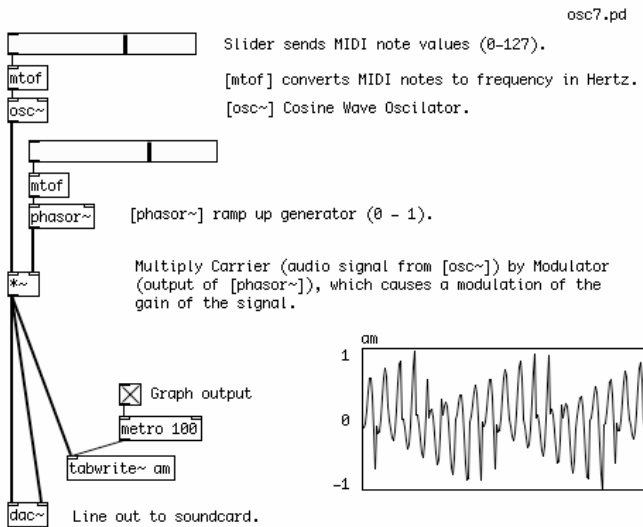 osc7.pd
Slider sends MIDI note values (0-127).
mtof
[mtof] converts MIDI notes to frequency in Hertz.
osc~
[osc~] Cosine Wave Oscilator.
mtof
phasor~
[phasor~] ramp up generator (0 - 1).
*~
Multiply Carrier (audio signal from [osc~]) by Modulator
(output of [phasor~]), which causes a modulation of the
gain of the signal.
am
1
0
-1
Graph output
metro 100
tabwrite~ am
dac~
Line out to soundcard.